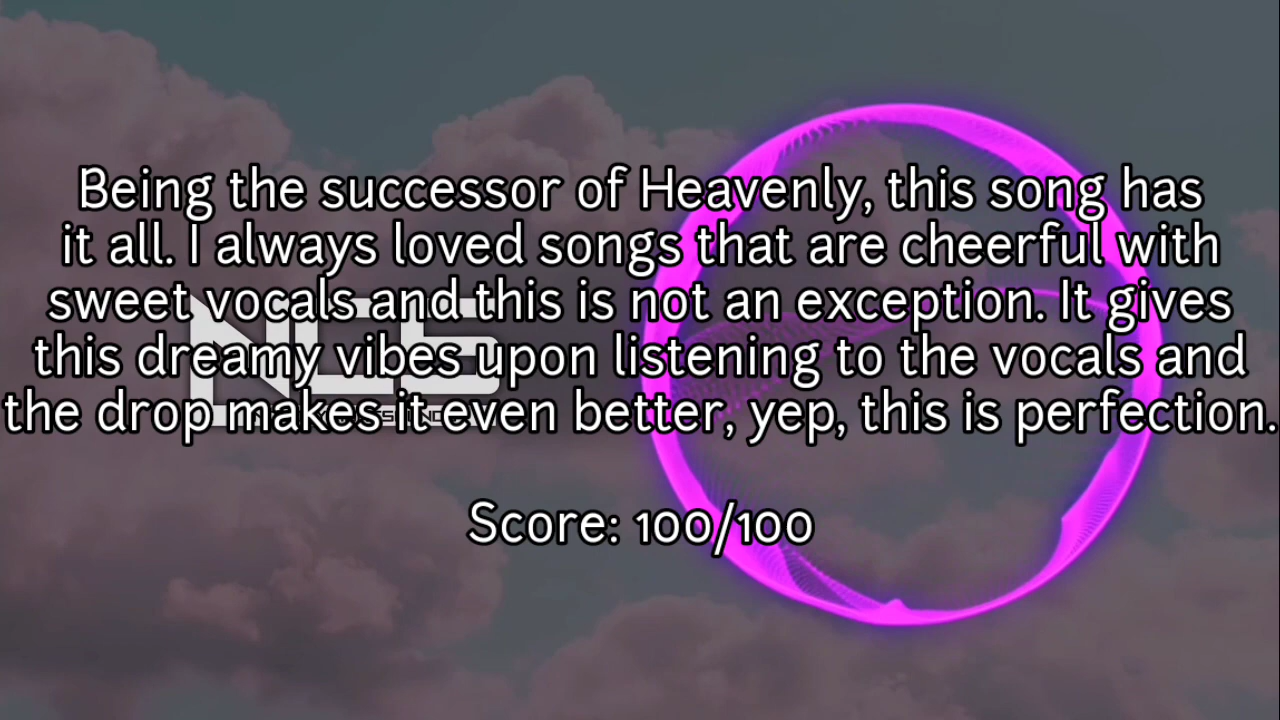 Being the successor of Heavenly, this song has
it all. I always loved songs that are cheerful with
sweet vocals and this is not an exception. It gives
this dreamy vibes upon listening to the vocals and
the drop makes it even better, yep, this is perfection.
Score: 100/100
NCS